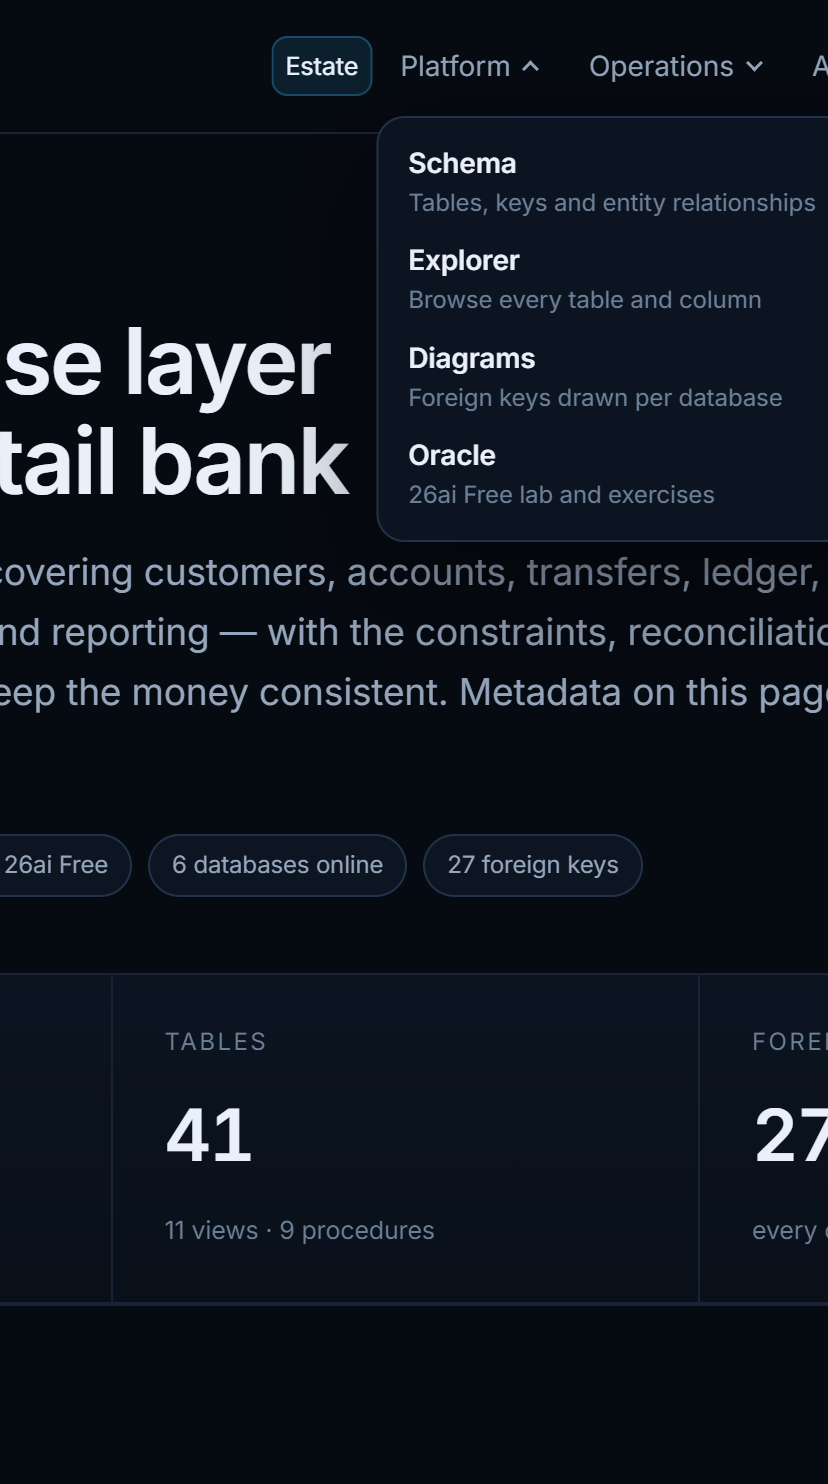 Estate Platform Operations A
Schema
Tables, keys and entity relationships
Explorer
Browse every table and column
Diagrams
Foreign keys drawn per database
Oracle
26ai Free lab and exercises
se layer
tail bank
covering customers, accounts, transfers, ledger,
nd reporting — with the constraints, reconciliatio
eep the money consistent. Metadata on this page
26ai Free
6 databases online
27 foreign keys
TABLES
41
11 views · 9 procedures
FOREI
27
every